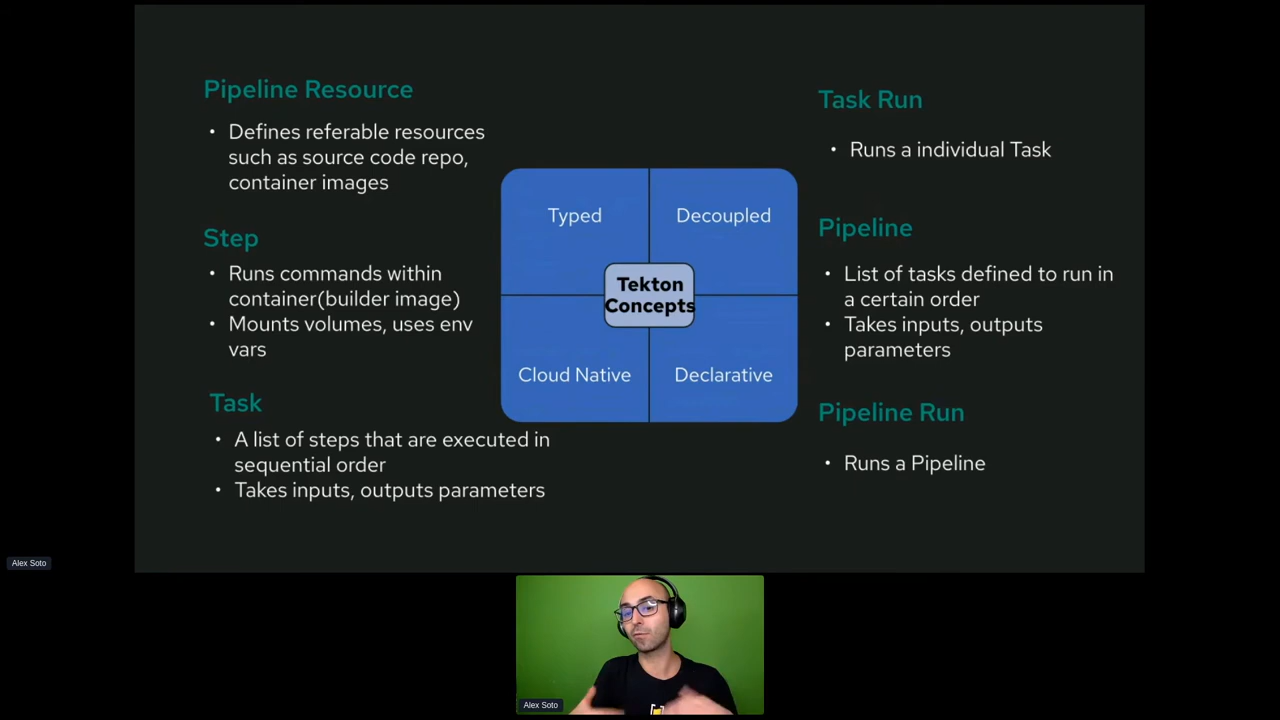 Pipeline Resource
• Defines referable resources
such as source code repo,
container images
Step
• Runs commands within
container(builder image)
• Mounts volumes, uses env
vars
Task
• A list of steps that are executed in
sequential order
• Takes inputs, outputs parameters
Typed
Decoupled
Tekton
Concepts
Cloud Native
Declarative
Task Run
• Runs a individual Task
Pipeline
• List of tasks defined to run in
a certain order
• Takes inputs, outputs
parameters
Pipeline Run
• Runs a Pipeline
Alex Soto
Alex Soto